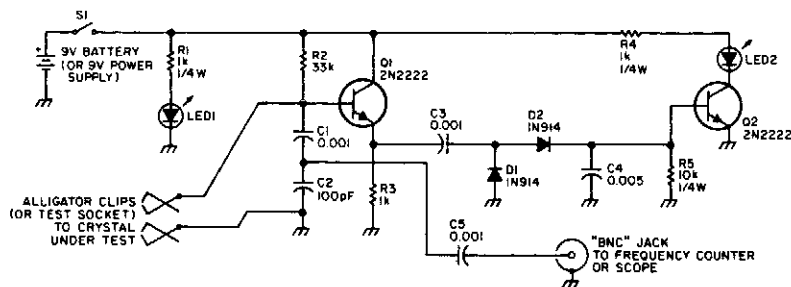 S1
9V BATTERY
(OR 9V POWER
SUPPLY)
R1
1k
1/4W
LED1
R2
33k
Q1
2N2222
C1
0.001
C2
100pF
R3
1k
C3
0.001
D2
1N914
D1
1N914
C4
0.005
R4
1k
1/4W
LED2
Q2
2N2222
R5
10k
1/4W
ALLIGATOR CLIPS
(OR TEST SOCKET)
TO CRYSTAL
UNDER TEST
C5
0.001
"BNC" JACK
TO FREQUENCY COUNTER
OR SCOPE